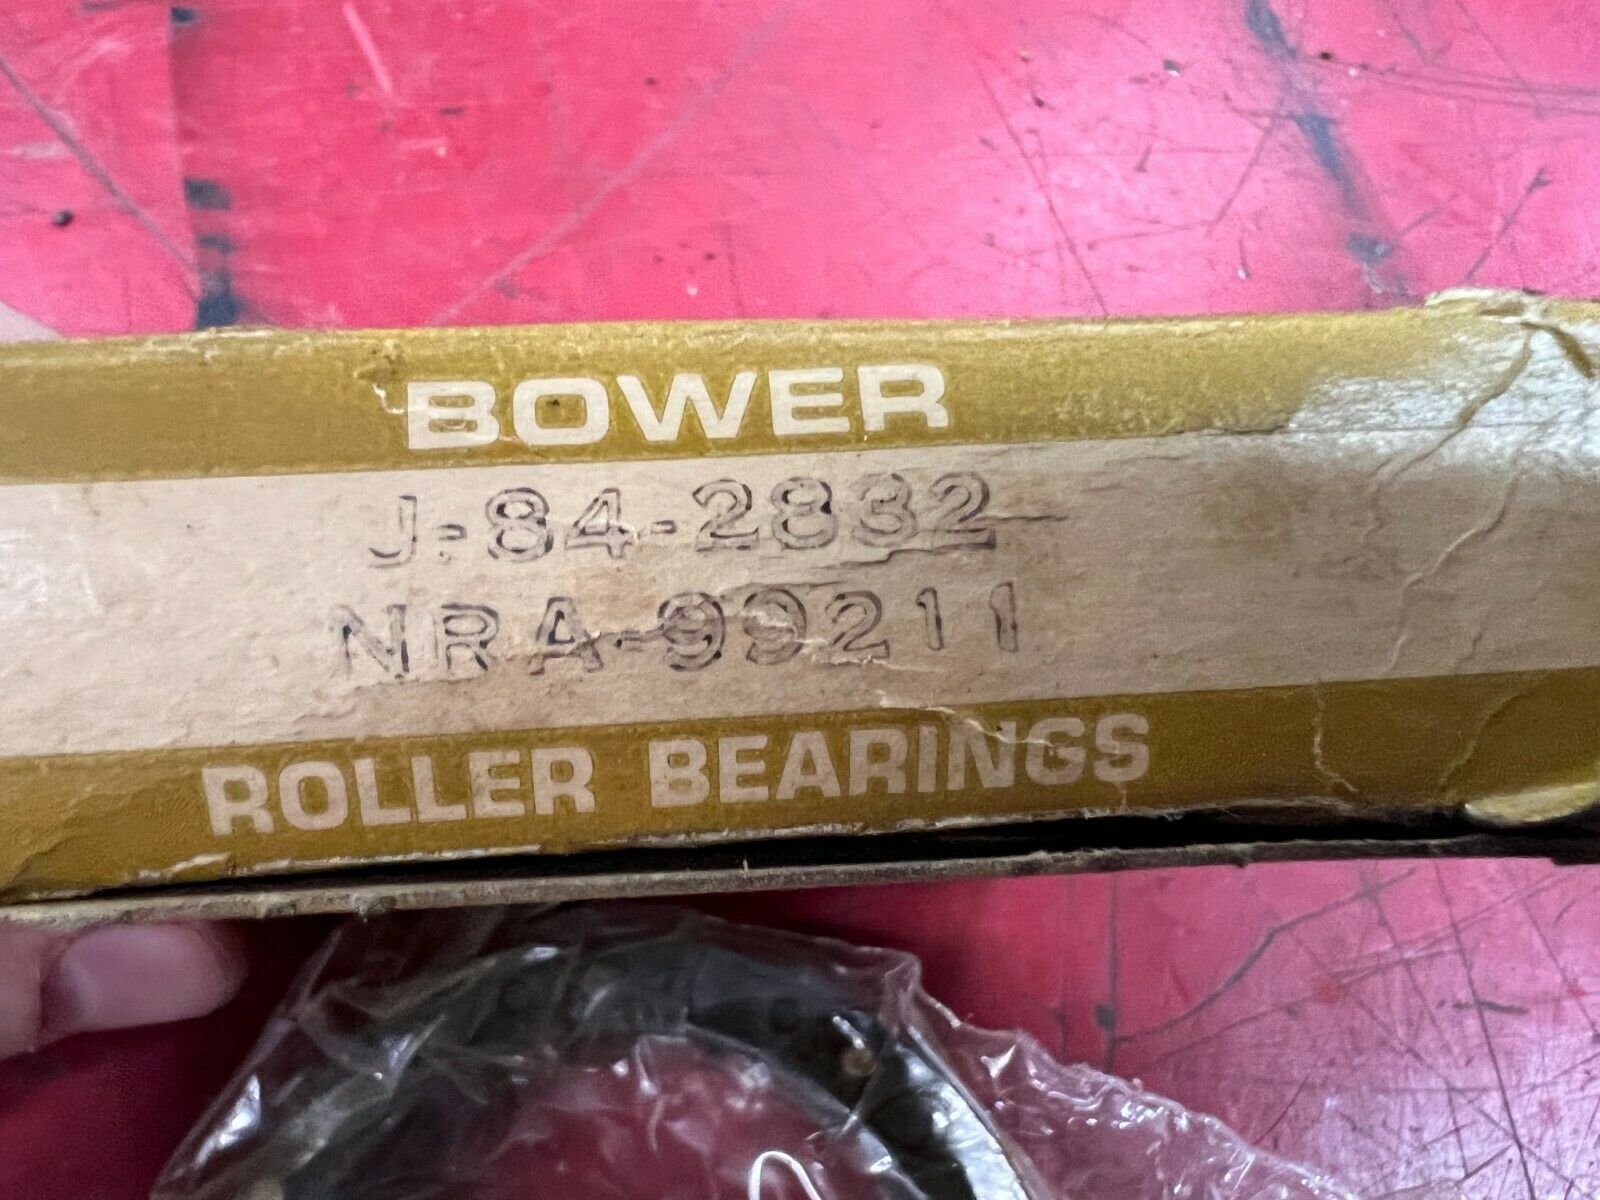 BOWER
J-84-2832
NRA-99211
ROLLER BEARINGS